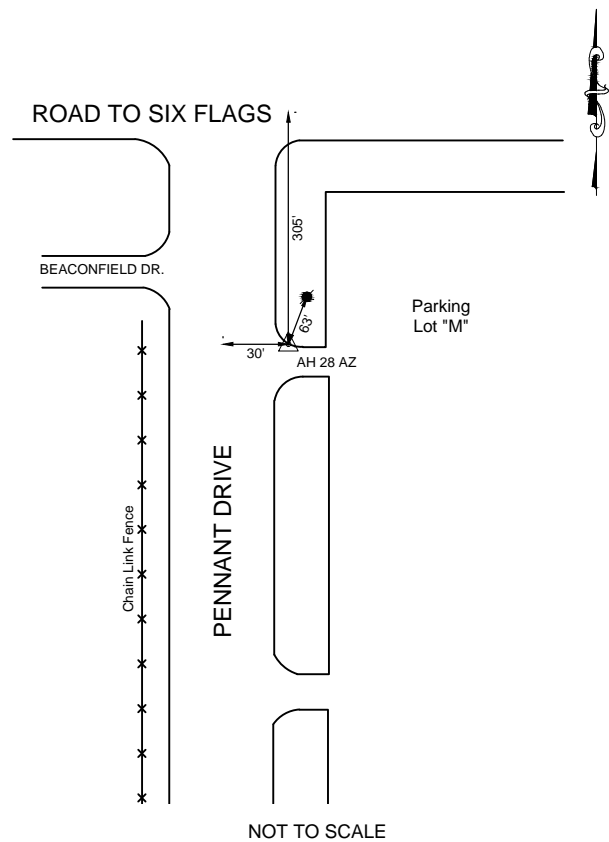 ROAD TO SIX FLAGS
305'
BEACONFIELD DR.
63'
30'
AH 28 AZ
Parking
Lot "M"
PENNANT DRIVE
Chain Link Fence
NOT TO SCALE